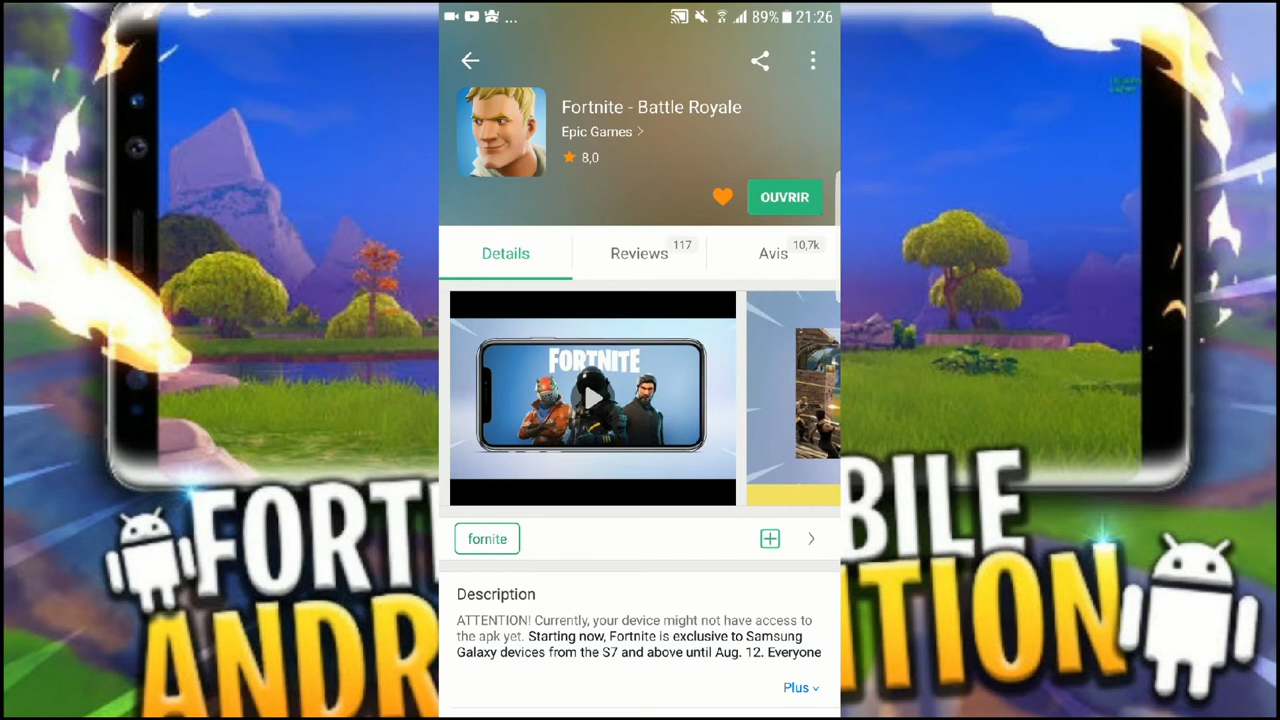 ... 89% 21:26
Fortnite - Battle Royale
Epic Games
8,0
OUVRIR
Details Reviews 117 Avis 10,7k
FORTNITE
fornite
Description
ATTENTION! Currently, your device might not have access to
the apk yet. Starting now, Fortnite is exclusive to Samsung
Galaxy devices from the S7 and above until Aug. 12. Everyone
Plus
FORT BILE
ANDR TION